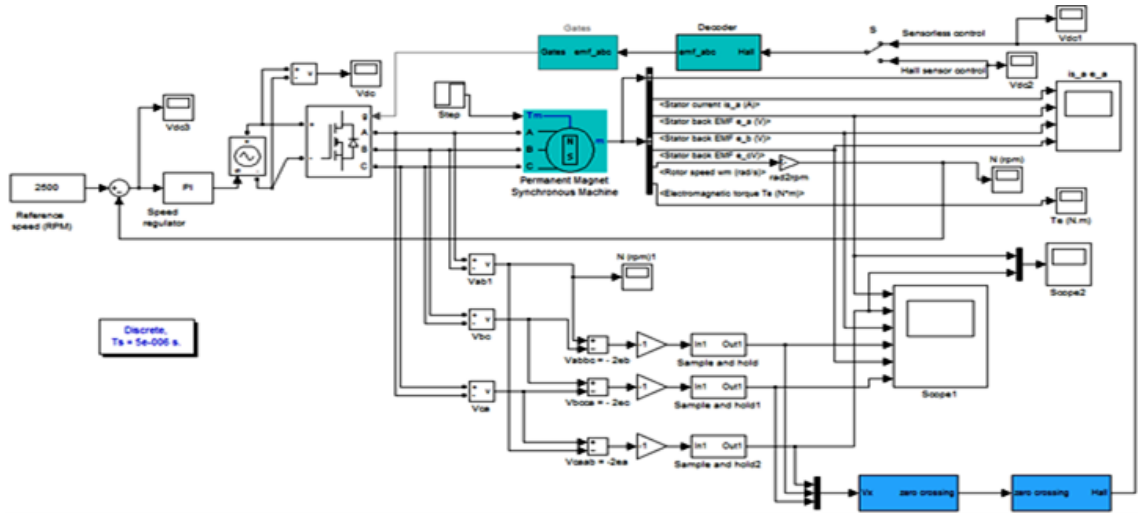 Gates
Decoder
S
Sensorless control
Vdc1
Gates emf_abc
emf_abc Hall
Hall sensor control
Vdc2
is_a e_a
Vdc
Step
Tm
<Stator current is_a (A)>
<Stator back EMF e_a (V)>
<Stator back EMF e_b (V)>
<Stator back EMF e_cV)>
<Rotor speed wm (rad/s)>
<Electromagnetic torque Te (N*m)>
rad2rpm
N (rpm)
Te (N.m)
Vdc3
g
A
B
C
A
B
C
N
S
m
Permanent Magnet
Synchronous Machine
2500
PI
Reference
speed (RPM)
Speed
regulator
Vab1
N (rpm)1
Scope2
Discrete,
Ts = 5e-006 s.
Vbc
Vabbc = - 2eb
-1
In1 Out1
Sample and hold
Vca
Vbcca = - 2ec
-1
In1 Out1
Sample and hold1
Scope1
Vcaab = -2ea
-1
In1 Out1
Sample and hold2
Vx zero crossing
zero crossing Hall